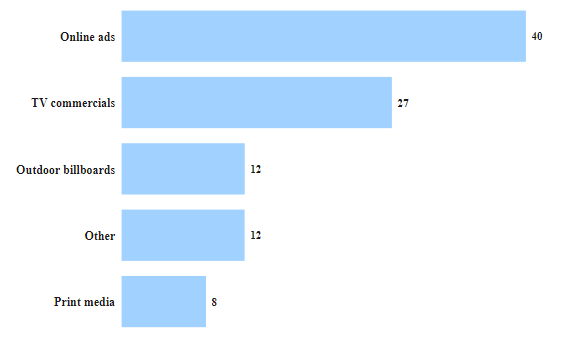 Online ads 40
TV commercials 27
Outdoor billboards 12
Other 12
Print media 8